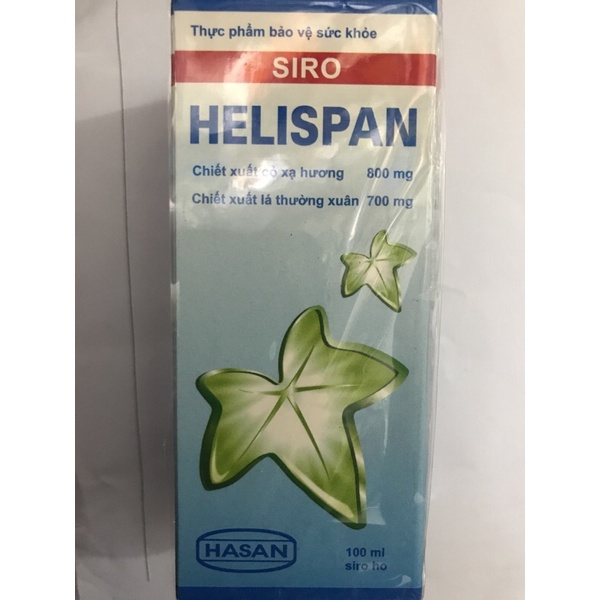 Thực phẩm bảo vệ sức khỏe
SIRO
HELISPAN
Chiết xuất cỏ xạ hương 800 mg
Chiết xuất lá thường xuân 700 mg
HASAN
100 ml
siro ho